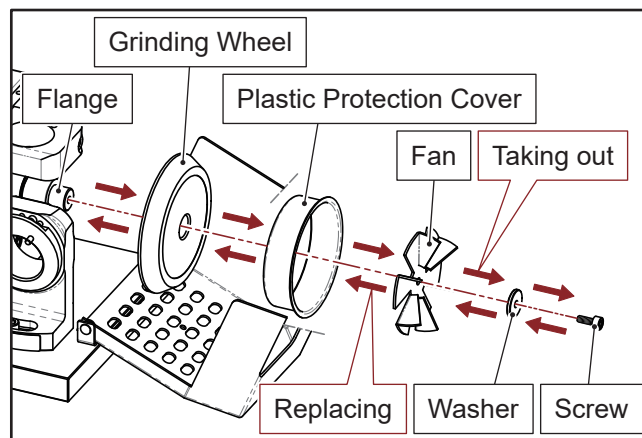 Grinding Wheel
Flange
Plastic Protection Cover
Fan
Taking out
Replacing
Washer
Screw